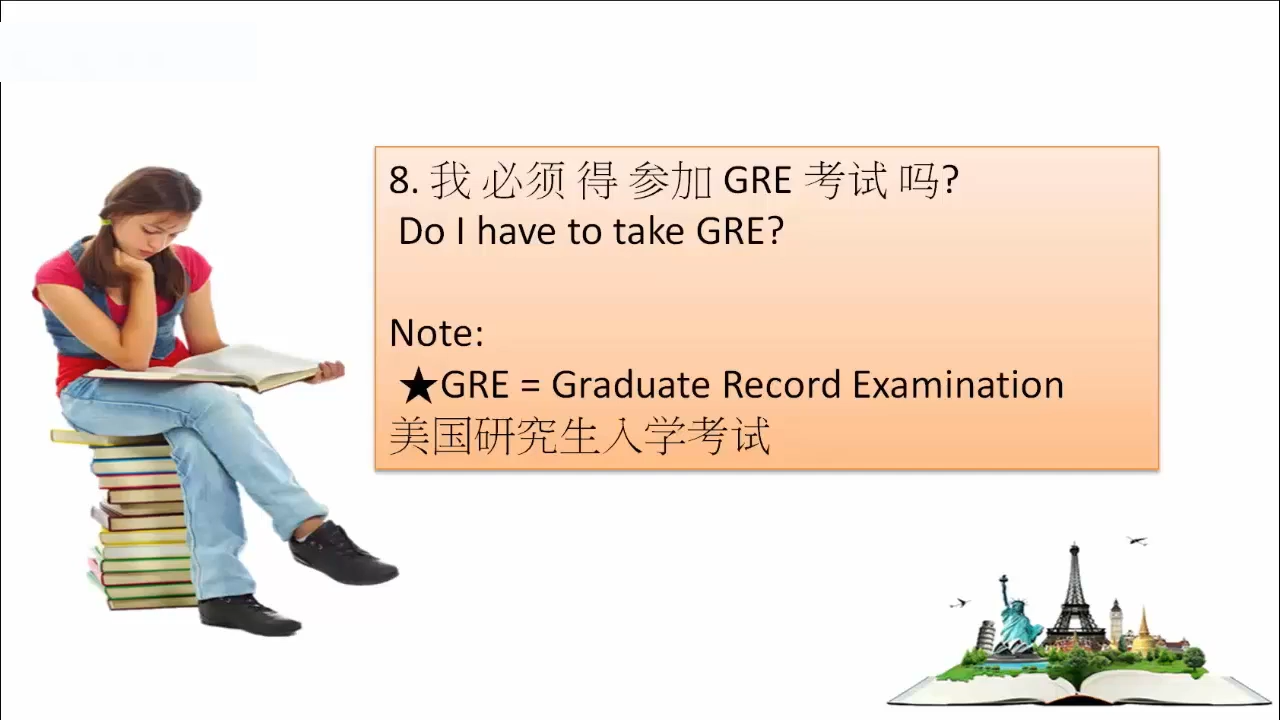 8. 我 必须 得 参加 GRE 考试 吗?
Do I have to take GRE?
Note:
★GRE = Graduate Record Examination
美国研究生入学考试